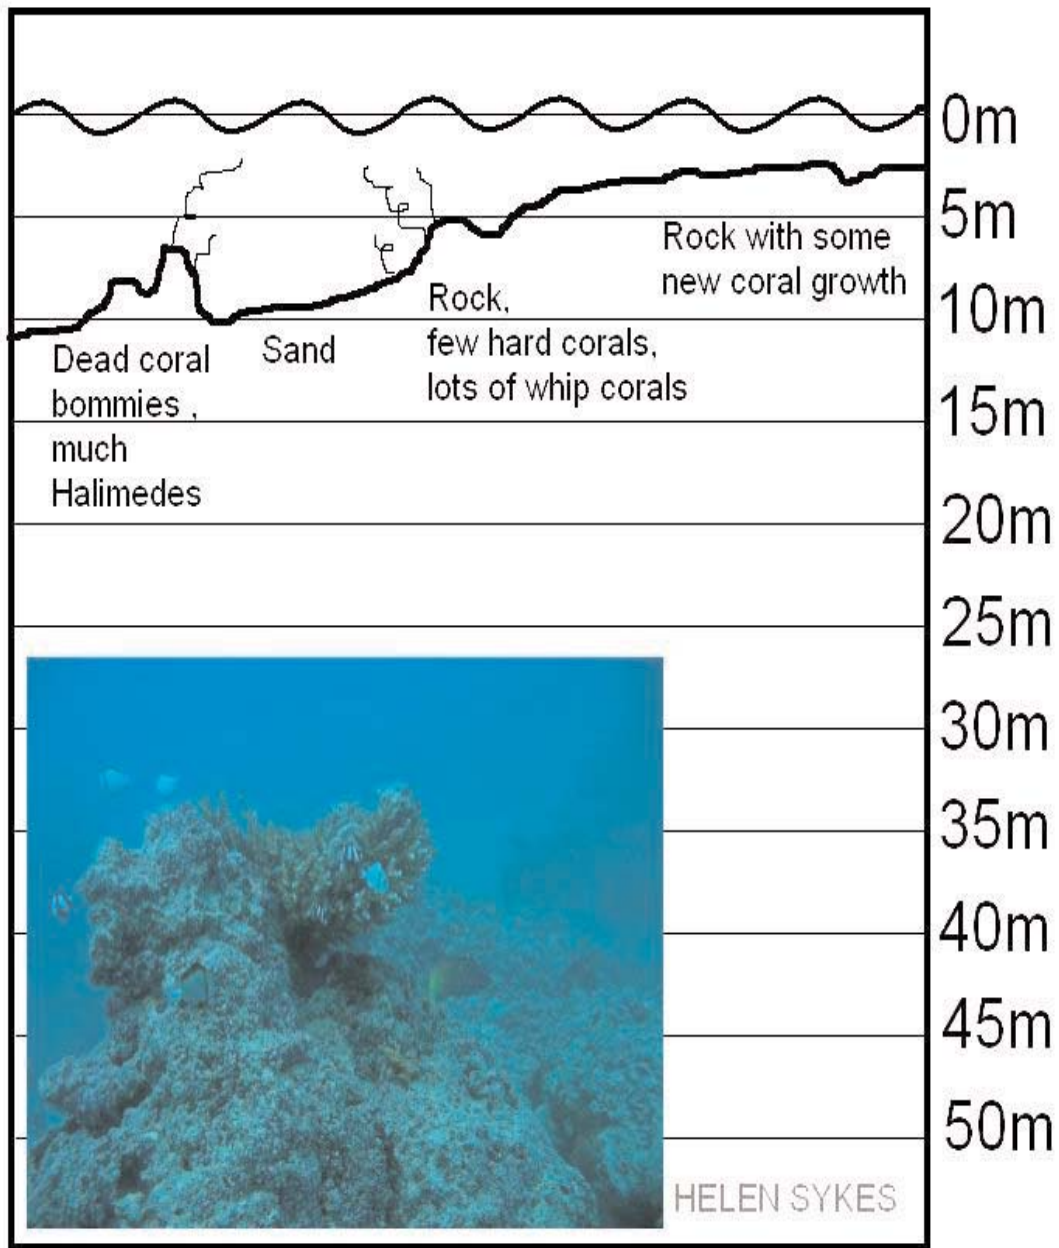 0m
5m
Rock with some
new coral growth
Rock,
few hard corals,
lots of whip corals
10m
Sand
Dead coral
bommies ,
much
Halimedes
15m
20m
25m
30m
35m
40m
45m
50m
HELEN SYKES